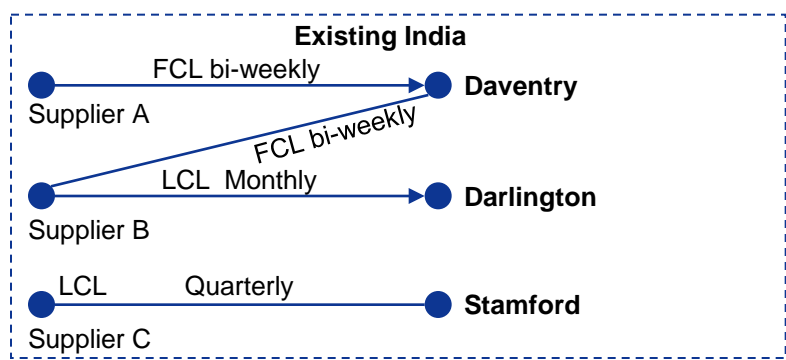 Existing India
FCL bi-weekly
Daventry
Supplier A
FCL bi-weekly
LCL Monthly
Darlington
Supplier B
LCL Quarterly
Stamford
Supplier C